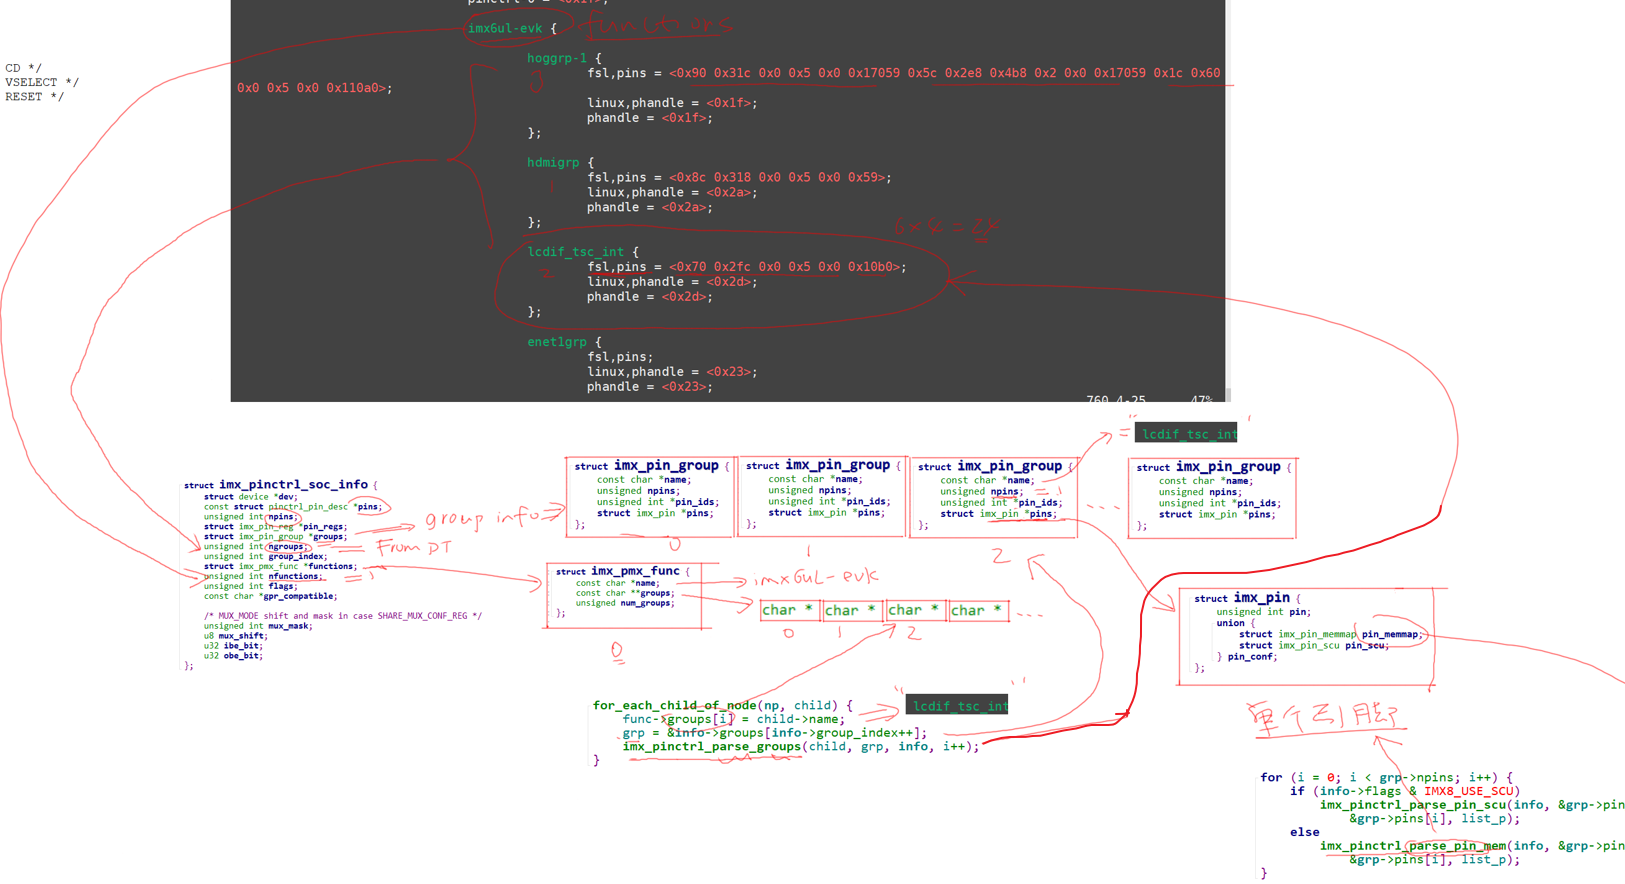 imx6ul-evk { functions
CD */
VSELECT */
RESET */
hoggrp-1 {
0
fsl,pins = <0x90 0x31c 0x0 0x5 0x0 0x17059 0x5c 0x2e8 0x4b8 0x2 0x0 0x17059 0x1c 0x60
0x0 0x5 0x0 0x110a0>;
linux,phandle = <0x1f>;
phandle = <0x1f>;
};
hdmigrp {
1
fsl,pins = <0x8c 0x318 0x0 0x5 0x0 0x59>;
linux,phandle = <0x2a>;
phandle = <0x2a>;
};
6×4=24
lcdif_tsc_int {
2
fsl,pins = <0x70 0x2fc 0x0 0x5 0x0 0x10b0>;
linux,phandle = <0x2d>;
phandle = <0x2d>;
};
enet1grp {
fsl,pins;
linux,phandle = <0x23>;
phandle = <0x23>;
760,4-25 47%
= "lcdif_tsc_int"
struct imx_pinctrl_soc_info {
struct device *dev;
const struct pinctrl_pin_desc *pins;
unsigned int npins;
struct imx_pin_reg *pin_regs;
struct imx_pin_group *groups;
unsigned int ngroups;
unsigned int group_index;
struct imx_pmx_func *functions;
unsigned int nfunctions;
unsigned int flags;
const char *gpr_compatible;
/* MUX_MODE shift and mask in case SHARE_MUX_CONF_REG */
unsigned int mux_mask;
u8 mux_shift;
u32 ibe_bit;
u32 obe_bit;
};
group info
From DT
= 1
struct imx_pin_group {
const char *name;
unsigned npins;
unsigned int *pin_ids;
struct imx_pin *pins;
};
0
struct imx_pin_group {
const char *name;
unsigned npins;
unsigned int *pin_ids;
struct imx_pin *pins;
};
1
struct imx_pin_group {
const char *name;
unsigned npins; = 1
unsigned int *pin_ids;
struct imx_pin *pins;
};
2
...
struct imx_pin_group {
const char *name;
unsigned npins;
unsigned int *pin_ids;
struct imx_pin *pins;
};
struct imx_pmx_func {
const char *name;
const char **groups;
unsigned num_groups;
};
0
imx6uL-evk
char * char * char * char * ...
0 1 2
struct imx_pin {
unsigned int pin;
union {
struct imx_pin_memmap pin_memmap;
struct imx_pin_scu pin_scu;
} pin_conf;
};
for_each_child_of_node(np, child) {
func->groups[i] = child->name;
grp = &info->groups[info->group_index++];
imx_pinctrl_parse_groups(child, grp, info, i++);
}
"lcdif_tsc_int"
单个引用起
for (i = 0; i < grp->npins; i++) {
if (info->flags & IMX8_USE_SCU)
imx_pinctrl_parse_pin_scu(info, &grp->pin
&grp->pins[i], list_p);
else
imx_pinctrl_parse_pin_mem(info, &grp->pin
&grp->pins[i], list_p);
}